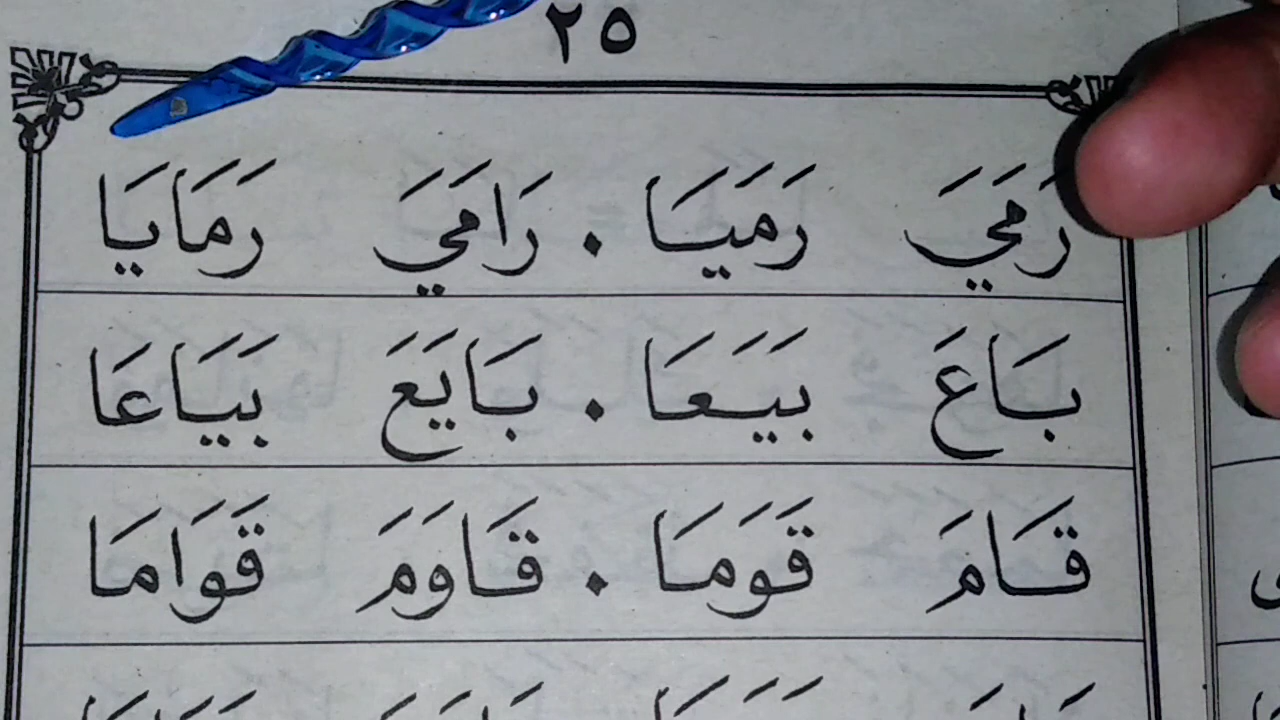 ٢٥
رَمَيَ رَمَيَا . رَامَيَ رَمَايَا
بَاعَ بَيَعَا . بَايَعَ بَيَاعَا
قَامَ قَوَمَا . قَاوَمَ قَوَامَا